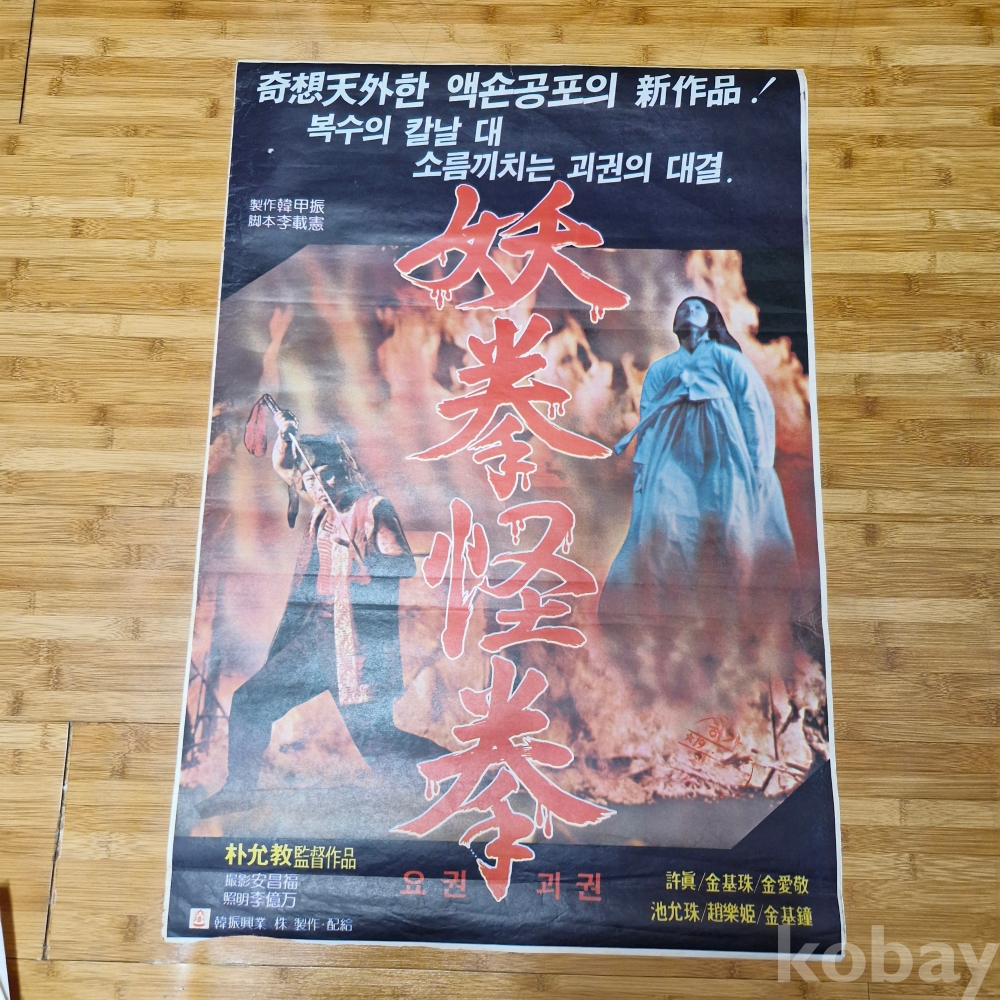 奇想天外한 액숀공포의 新作品!
복수의 칼날 대
소름끼치는 괴권의 대결.
製作 韓甲振
脚本 李載憲
妖拳怪拳
朴允教 監督作品
撮影 安昌福
照明 李億万
韓振興業 株 製作·配給
요권 괴권
許眞/金基珠/金愛敬
池允珠/趙樂姬/金基鐘
kobay